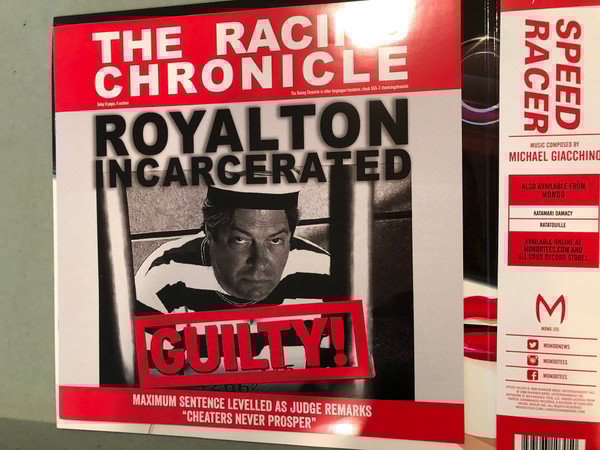 THE RACING
CHRONICLE
ROYALTON
INCARCERATED
GUILTY!
MAXIMUM SENTENCE LEVELLED AS JUDGE REMARKS
"CHEATERS NEVER PROSPER"
SPEED
RACER
MUSIC COMPOSED BY
MICHAEL GIACCHINO
ALSO AVAILABLE FROM
MONDO
KATAMARI DAMACY
RATATOUILLE
AVAILABLE ONLINE AT
MONDOTEES.COM AND
ALL GOOD RECORD STORES
MOND-125
MONDONEWS
MONDOTEES
MONDOTEES